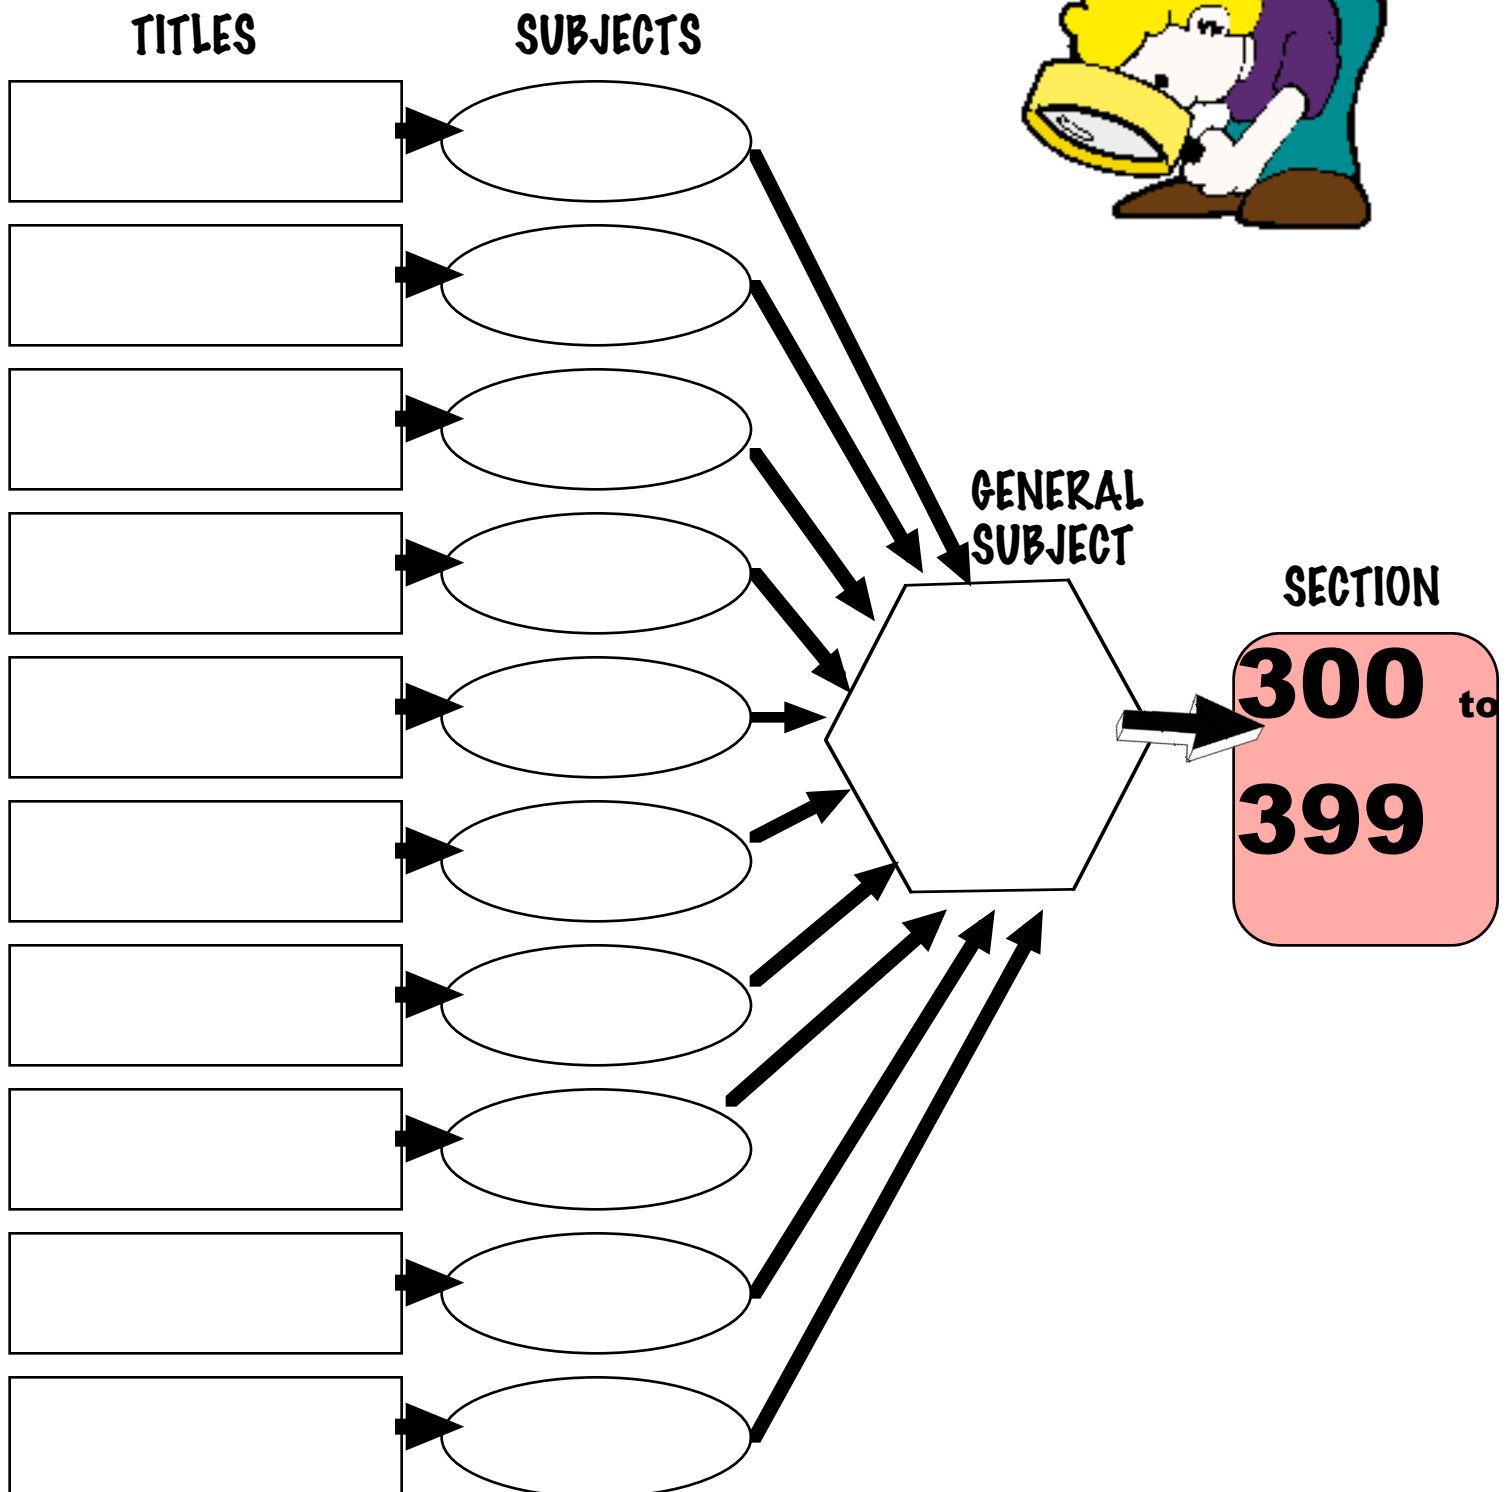 TITLES
SUBJECTS
GENERAL
SUBJECT
SECTION
300 to
399